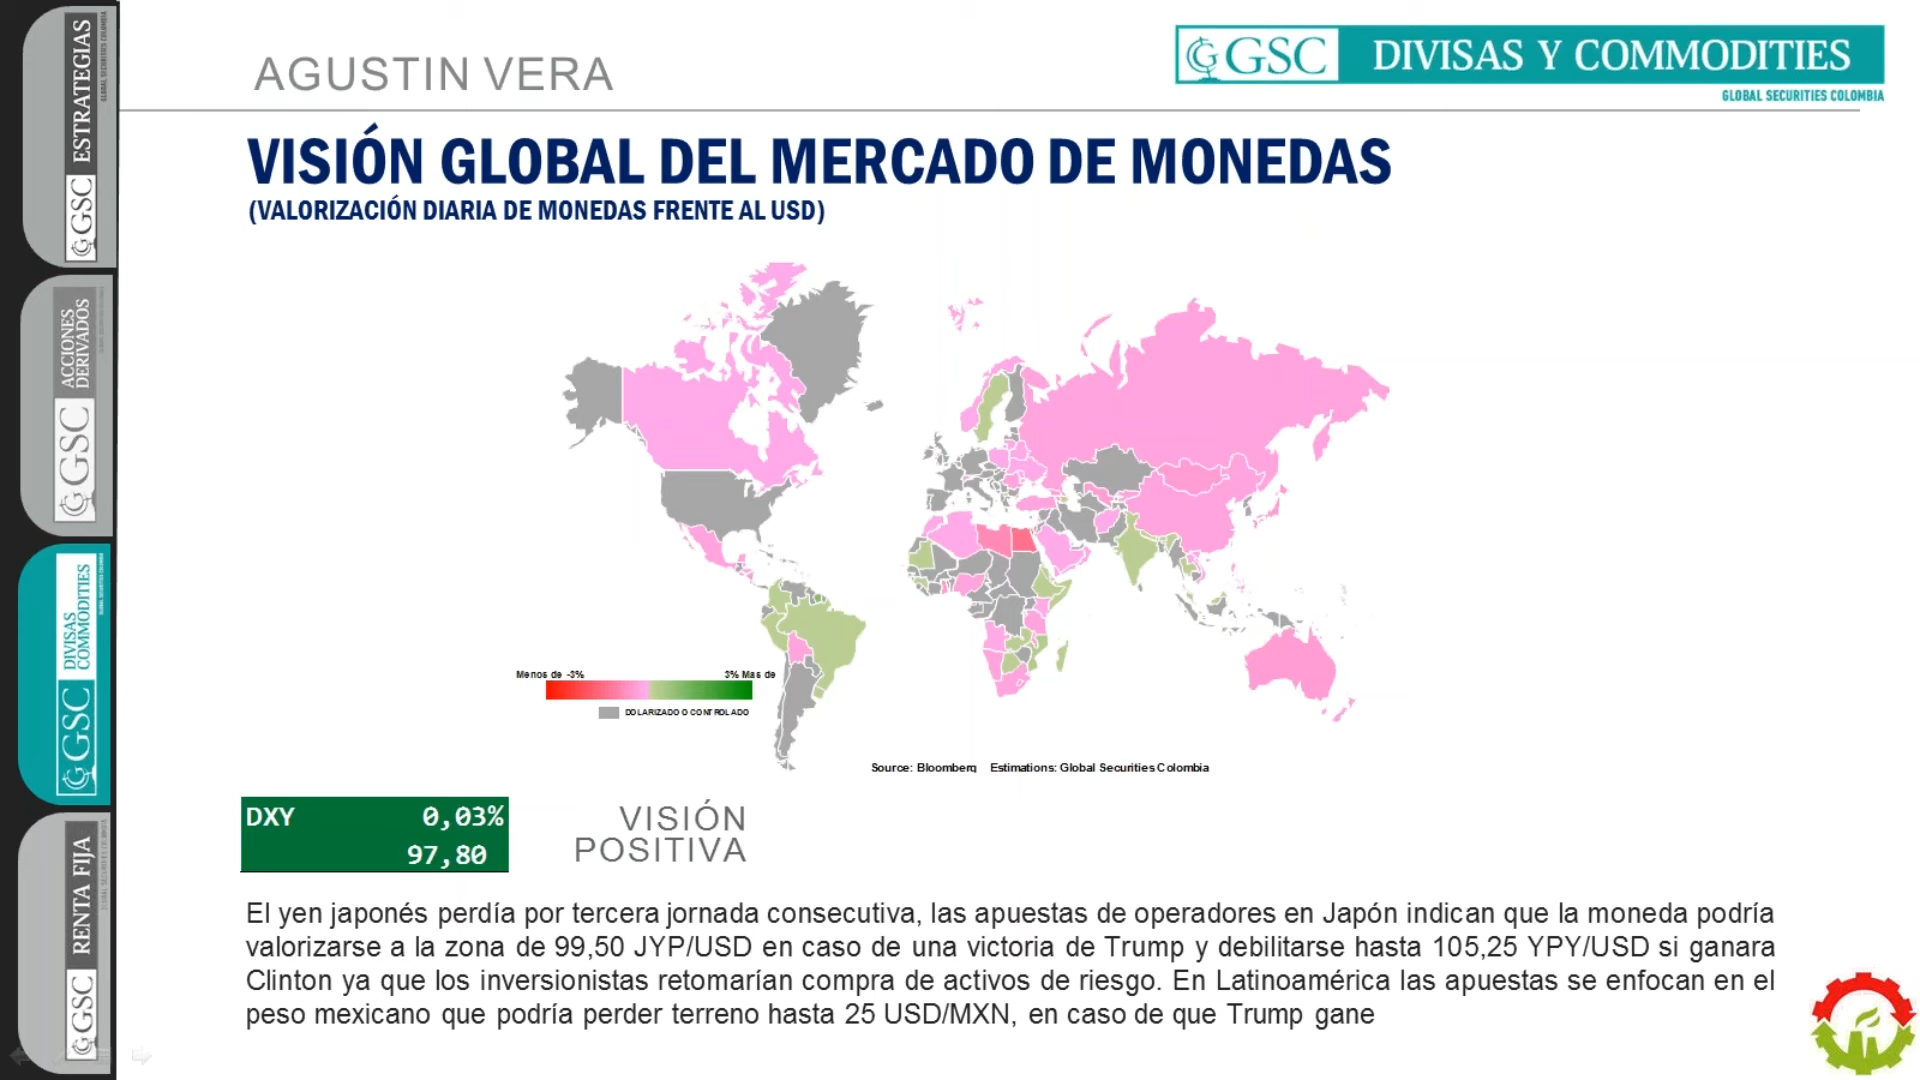 AGUSTIN VERA
GSC DIVISAS Y COMMODITIES
GLOBAL SECURITIES COLOMBIA
VISIÓN GLOBAL DEL MERCADO DE MONEDAS
(VALORIZACIÓN DIARIA DE MONEDAS FRENTE AL USD)
Menos de -3%
3% Mas de
DOLARIZADO O CONTROLADO
Source: Bloomberg Estimations: Global Securities Colombia
DXY 0,03%
97,80
VISIÓN
POSITIVA
El yen japonés perdía por tercera jornada consecutiva, las apuestas de operadores en Japón indican que la moneda podría
valorizarse a la zona de 99,50 JYP/USD en caso de una victoria de Trump y debilitarse hasta 105,25 YPY/USD si ganara
Clinton ya que los inversionistas retomarían compra de activos de riesgo. En Latinoamérica las apuestas se enfocan en el
peso mexicano que podría perder terreno hasta 25 USD/MXN, en caso de que Trump gane
GSC ESTRATEGIAS
GSC ACCIONES
DERIVADOS
GSC DIVISAS
COMMODITIES
GSC RENTA FIJA